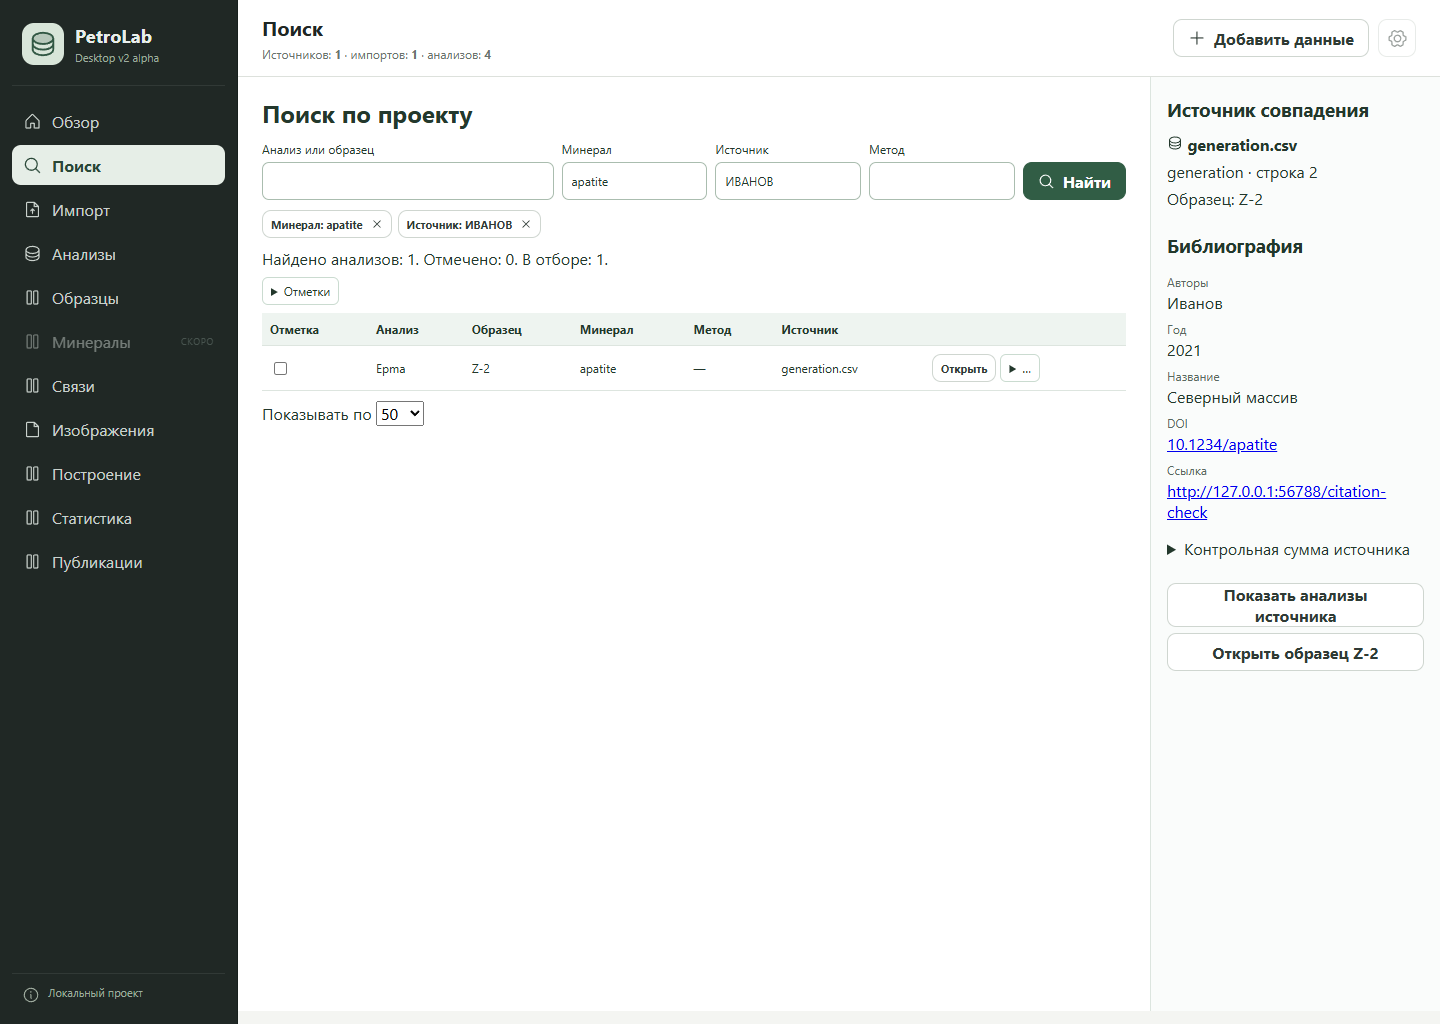 PetroLab
Desktop v2 alpha
Обзор
Поиск
Импорт
Анализы
Образцы
Минералы СКОРО
Связи
Изображения
Построение
Статистика
Публикации
Локальный проект
Поиск
Источников: 1 · импортов: 1 · анализов: 4
Добавить данные
Поиск по проекту
Анализ или образец Минерал Источник Метод
apatite ИВАНОВ Найти
Минерал: apatite Источник: ИВАНОВ
Найдено анализов: 1. Отмечено: 0. В отборе: 1.
Отметки
Отметка Анализ Образец Минерал Метод Источник
Ерма Z-2 apatite — generation.csv Открыть ...
Показывать по 50
Источник совпадения
generation.csv
generation · строка 2
Образец: Z-2
Библиография
Авторы
Иванов
Год
2021
Название
Северный массив
DOI
10.1234/apatite
Ссылка
http://127.0.0.1:56788/citation-
check
Контрольная сумма источника
Показать анализы
источника
Открыть образец Z-2